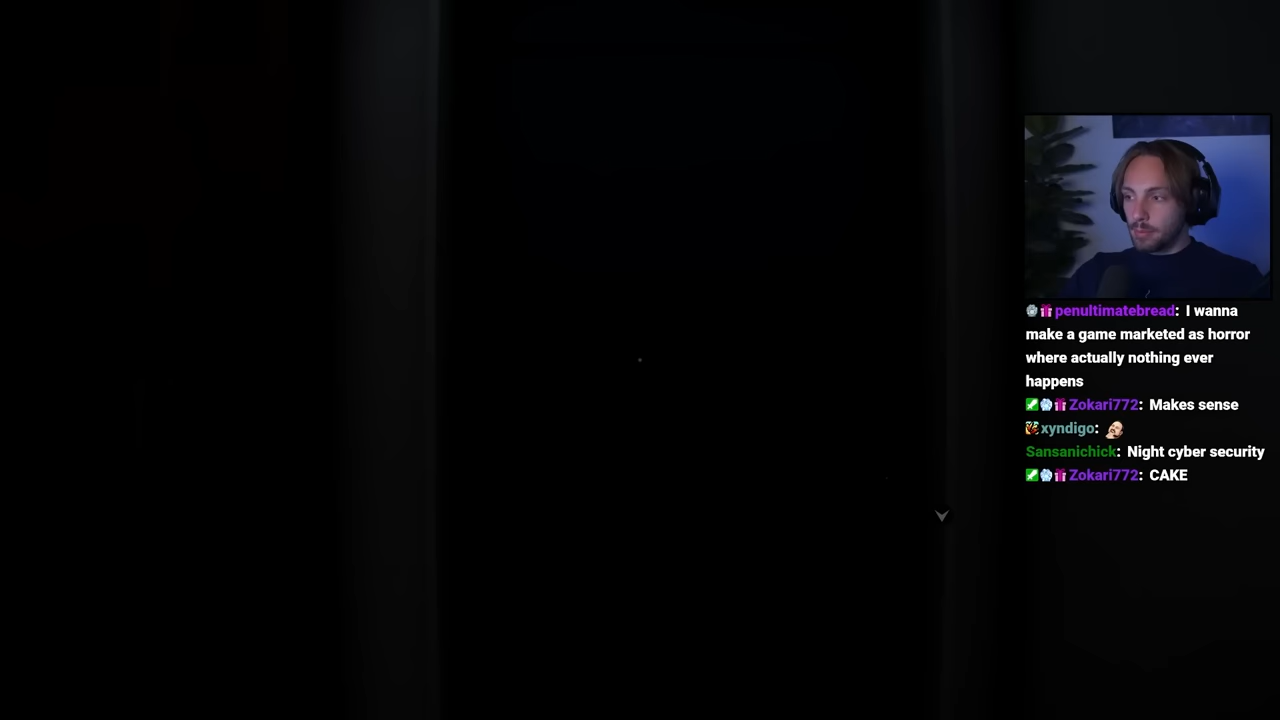 penultimatebread: I wanna
make a game marketed as horror
where actually nothing ever
happens
Zokari772: Makes sense
xyndigo:
Sansanichick: Night cyber security
Zokari772: CAKE